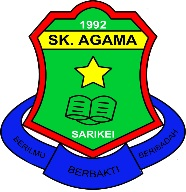 1992
SK. AGAMA
SARIKEI
BERILMU BERBAKTI BERIBADAH